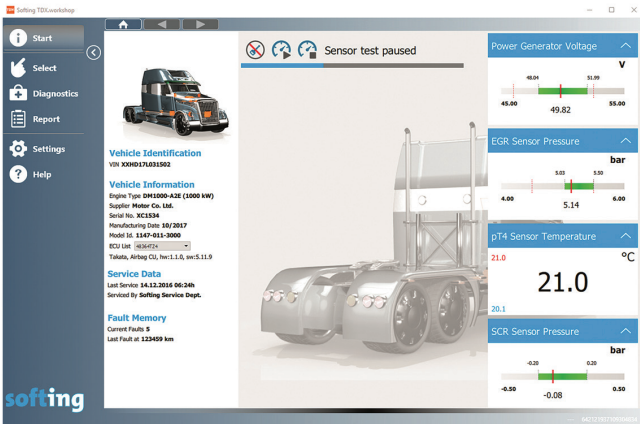 Softing TDX.workshop
Start
Select
Diagnostics
Report
Settings
Help
softing
Vehicle Identification
VIN XXHD17L031502
Vehicle Information
Engine Type DM1000-A2E (1000 kW)
Supplier Motor Co. Ltd.
Serial No. XC1534
Manufacturing Date 10/2017
Model Id. 1147-011-3000
ECU List 48364T24
Takata, Airbag CU, hw:1.1.0, sw:5.11.9
Service Data
Last Service 14.12.2016 06:24h
Serviced By Softing Service Dept.
Fault Memory
Current Faults 5
Last Fault at 123459 km
Sensor test paused
Power Generator Voltage
V
48.04 51.99
45.00 55.00
49.82
EGR Sensor Pressure
bar
5.03 5.50
4.00 6.00
5.14
pT4 Sensor Temperature
21.0 °C
21.0
20.1
SCR Sensor Pressure
bar
-0.20 0.20
-0.50 0.50
-0.08